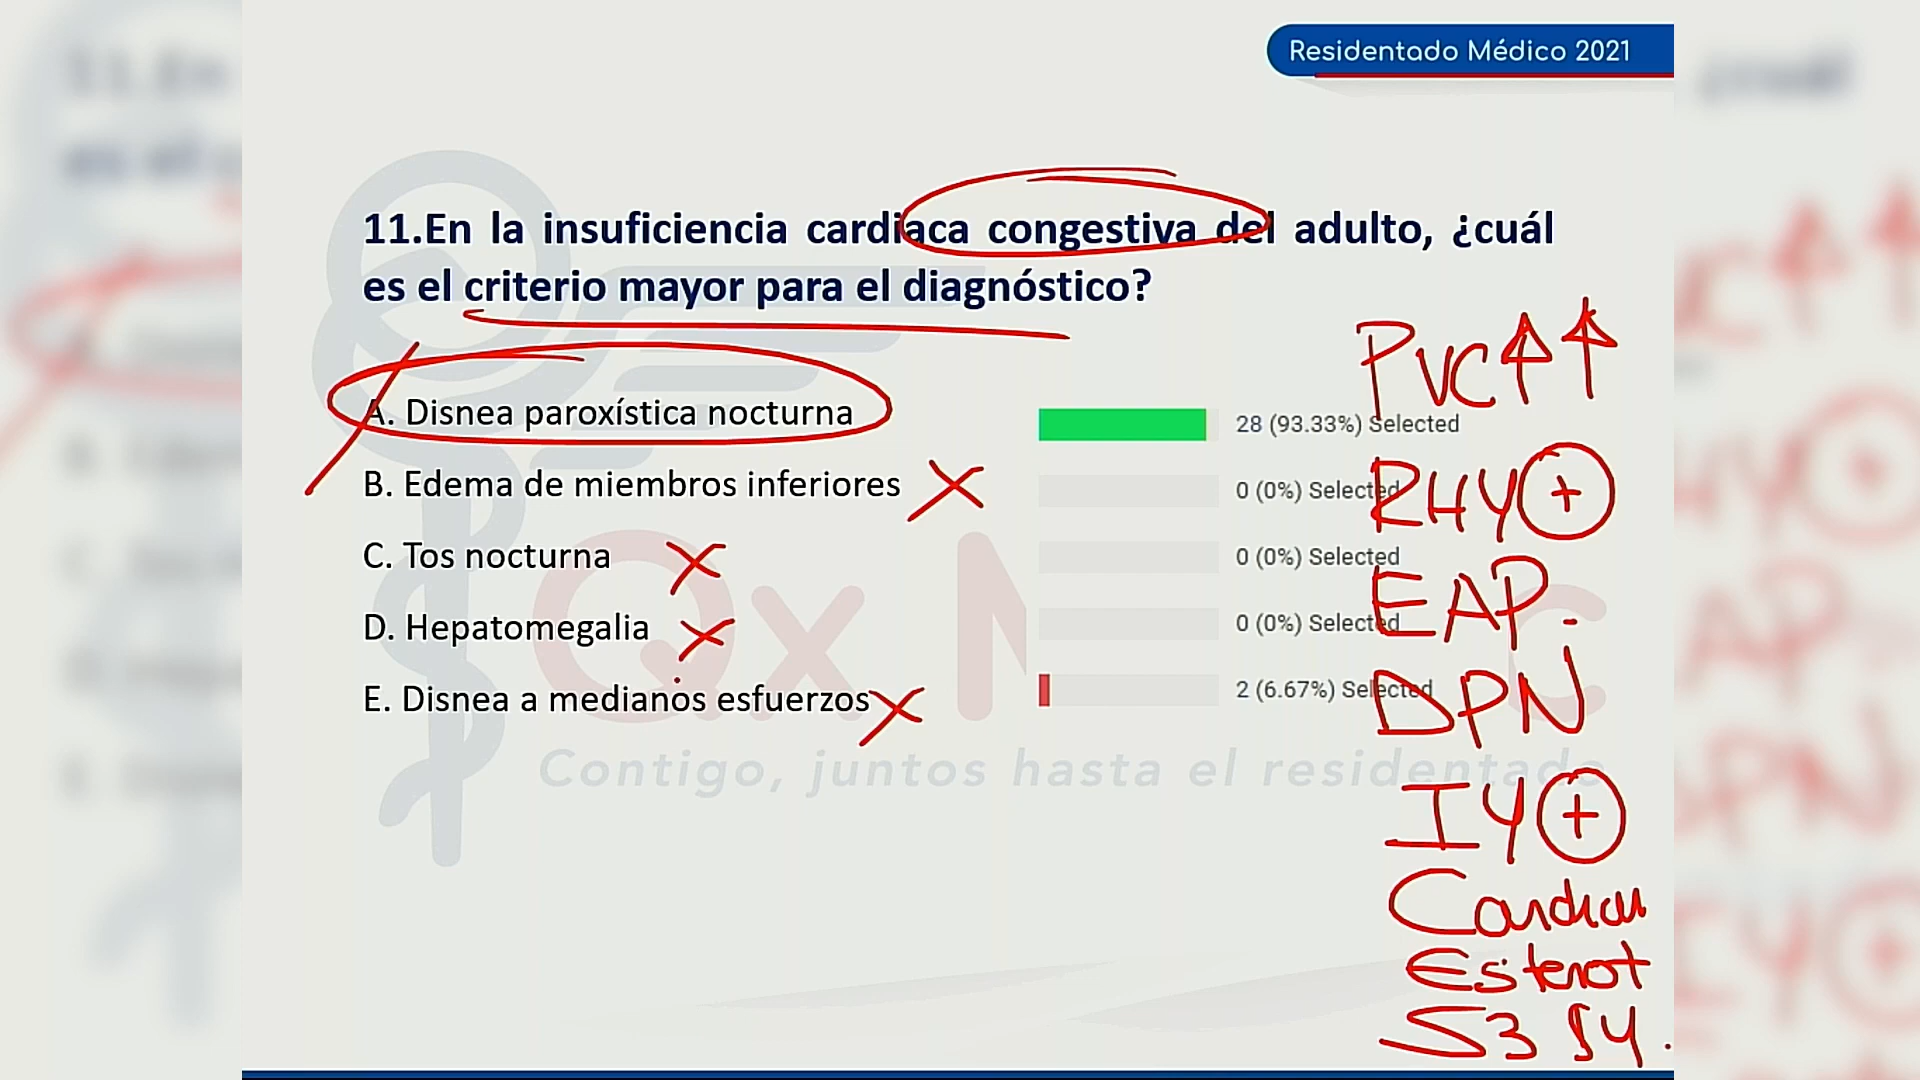 Residentado Médico 2021
11.En la insuficiencia cardiaca congestiva del adulto, ¿cuál
es el criterio mayor para el diagnóstico?
A. Disnea paroxística nocturna
B. Edema de miembros inferiores
C. Tos nocturna
D. Hepatomegalia
E. Disnea a medianos esfuerzos
28 (93.33%) Selected
0 (0%) Selected
0 (0%) Selected
0 (0%) Selected
2 (6.67%) Selected
PVC↑↑
RHY+
EAP.
DPN
IY+
Estenot
S3 S4.
Qx
Contigo, juntos hasta el residentado